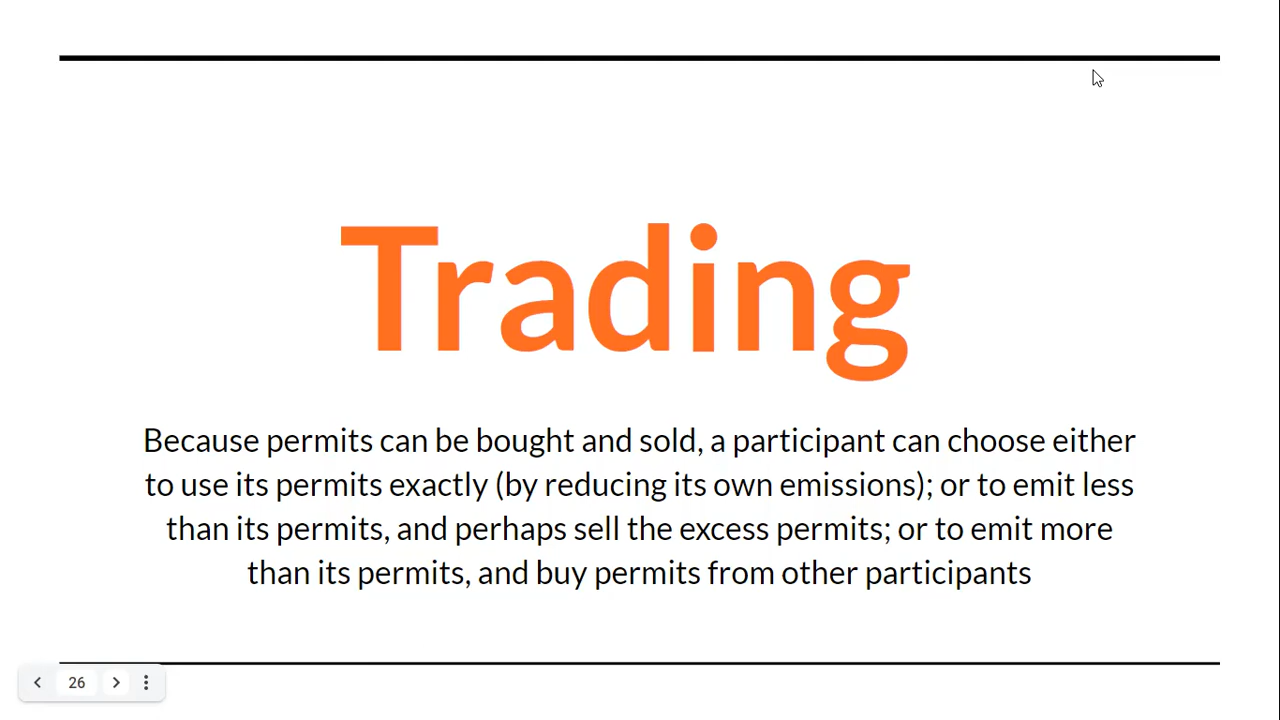 Trading
Because permits can be bought and sold, a participant can choose either
to use its permits exactly (by reducing its own emissions); or to emit less
than its permits, and perhaps sell the excess permits; or to emit more
than its permits, and buy permits from other participants
26